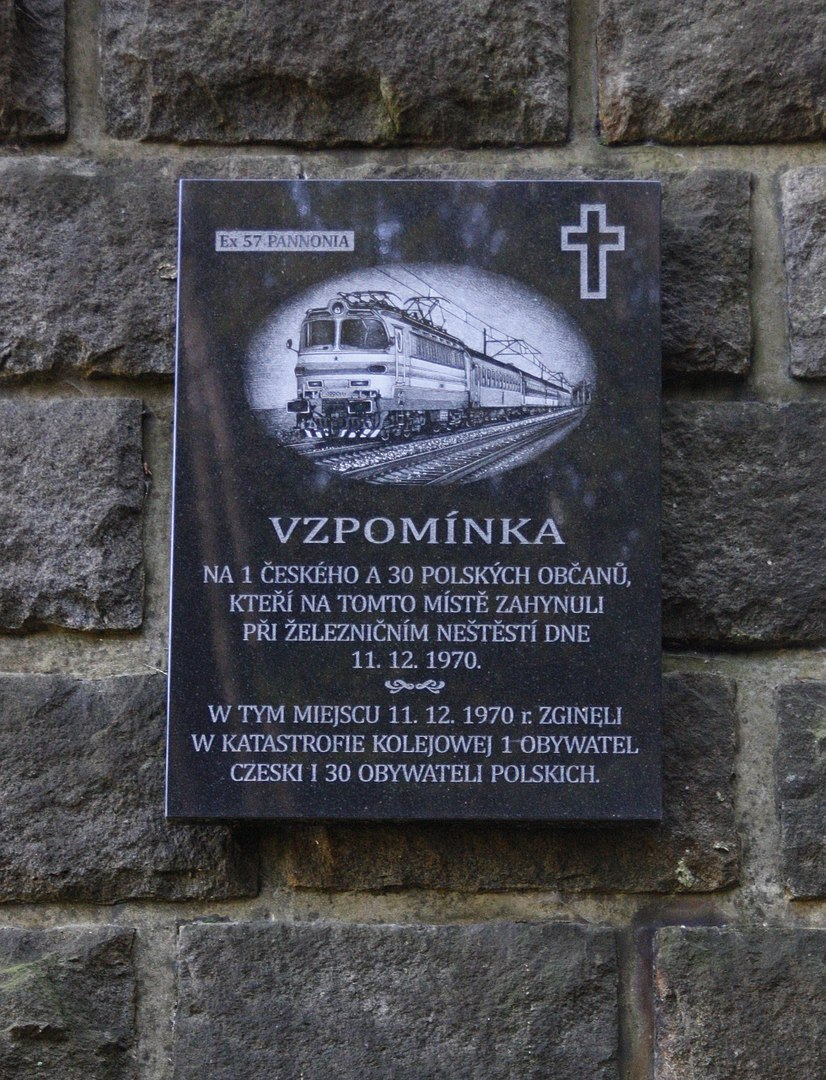 Ex 57 PANNONIA
VZPOMÍNKA
NA 1 ČESKÉHO A 30 POLSKÝCH OBČANŮ,
KTEŘÍ NA TOMTO MÍSTĚ ZAHYNULI
PŘI ŽELEZNIČNÍM NEŠTĚSTÍ DNE
11. 12. 1970.
W TYM MIEJSCU 11. 12. 1970 r. ZGINĘLI
W KATASTROFIE KOLEJOWEJ 1 OBYWATEL
CZESKI I 30 OBYWATELI POLSKICH.